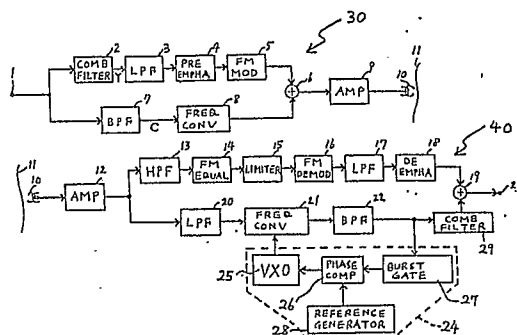 30
1
COMB FILTER 2
Y
LPF 3
PRE EMPHA 4
FM MOD 5
6
AMP 9
10
11
BPF 7
C
FREQ CONV 8
40
11
10
AMP 12
HPF 13
FM EQUAL 14
LIMITER 15
FM DEMOD 16
LPF 17
DE EMPHA 18
19
LPF 20
FREQ CONV 21
BPF 22
COMB FILTER
29
25 VXO
PHASE COMP
26
BURST GATE
27
REFERENCE GENERATOR
28
24